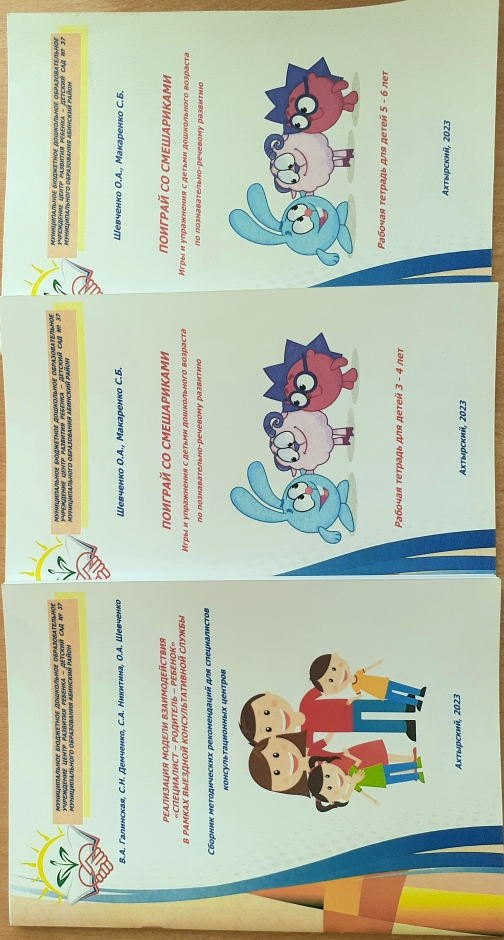 МУНИЦИПАЛЬНОЕ БЮДЖЕТНОЕ ДОШКОЛЬНОЕ ОБРАЗОВАТЕЛЬНОЕ
УЧРЕЖДЕНИЕ ЦЕНТР РАЗВИТИЯ РЕБЕНКА – ДЕТСКИЙ САД № 37
МУНИЦИПАЛЬНОГО ОБРАЗОВАНИЯ АБИНСКИЙ РАЙОН
Шевченко О.А., Макаренко С.Б.
ПОИГРАЙ СО СМЕШАРИКАМИ
Игры и упражнения с детьми дошкольного возраста
по познавательно-речевому развитию
Рабочая тетрадь для детей 5 - 6 лет
Ахтырский, 2023
МУНИЦИПАЛЬНОЕ БЮДЖЕТНОЕ ДОШКОЛЬНОЕ ОБРАЗОВАТЕЛЬНОЕ
УЧРЕЖДЕНИЕ ЦЕНТР РАЗВИТИЯ РЕБЕНКА – ДЕТСКИЙ САД № 37
МУНИЦИПАЛЬНОГО ОБРАЗОВАНИЯ АБИНСКИЙ РАЙОН
Шевченко О.А., Макаренко С.Б.
ПОИГРАЙ СО СМЕШАРИКАМИ
Игры и упражнения с детьми дошкольного возраста
по познавательно-речевому развитию
Рабочая тетрадь для детей 3 - 4 лет
Ахтырский, 2023
МУНИЦИПАЛЬНОЕ БЮДЖЕТНОЕ ДОШКОЛЬНОЕ ОБРАЗОВАТЕЛЬНОЕ
УЧРЕЖДЕНИЕ ЦЕНТР РАЗВИТИЯ РЕБЕНКА – ДЕТСКИЙ САД № 37
МУНИЦИПАЛЬНОГО ОБРАЗОВАНИЯ АБИНСКИЙ РАЙОН
В.А. Галинская, С.Н. Демченко, С.А. Никитина, О.А. Шевченко
РЕАЛИЗАЦИЯ МОДЕЛИ ВЗАИМОДЕЙСТВИЯ
«СПЕЦИАЛИСТ – РОДИТЕЛЬ – РЕБЕНОК»
В РАМКАХ ВЫЕЗДНОЙ КОНСУЛЬТАТИВНОЙ СЛУЖБЫ
Сборник методических рекомендаций для специалистов
консультационных центров
Ахтырский, 2023